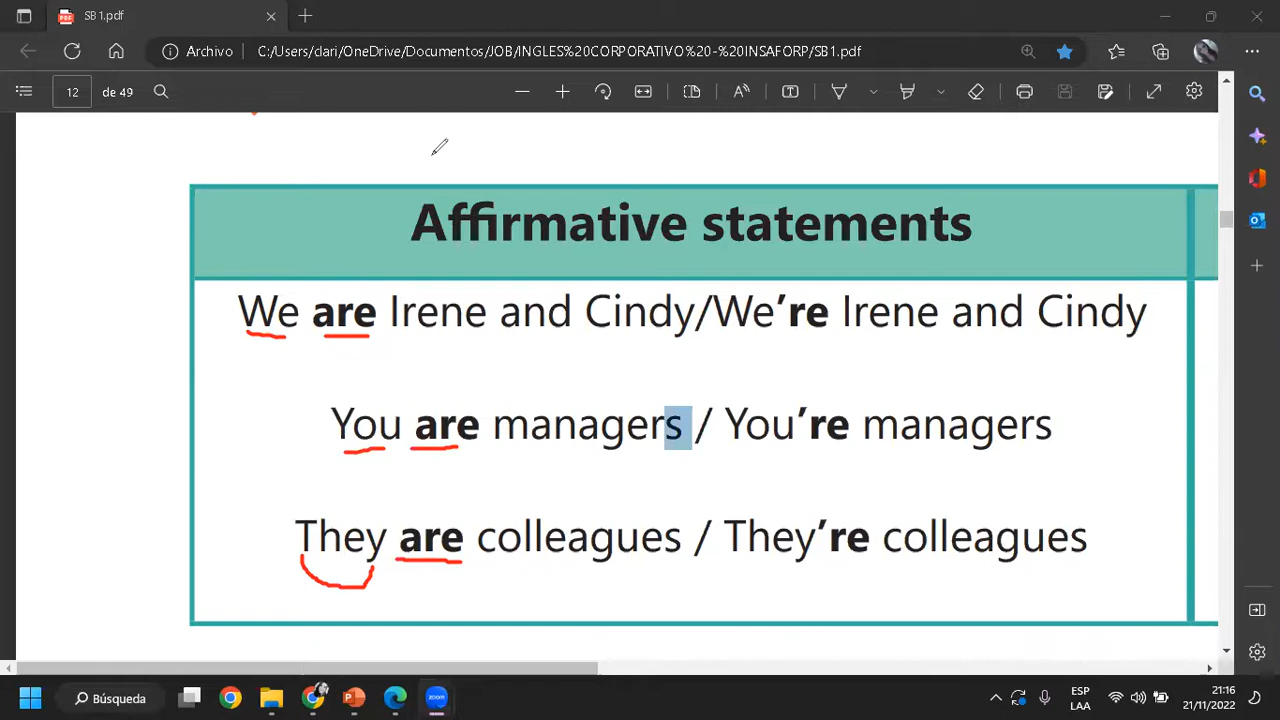 SB1.pdf
Archivo C:/Users/clari/OneDrive/Documentos/JOB/INGLES%20CORPORATIVO%20-%20INSAFORP/SB1.pdf
12 de 49
Affirmative statements
We are Irene and Cindy/We're Irene and Cindy
You are managers / You're managers
They are colleagues / They're colleagues
Búsqueda
zoom
ESP
LAA
21:16
21/11/2022